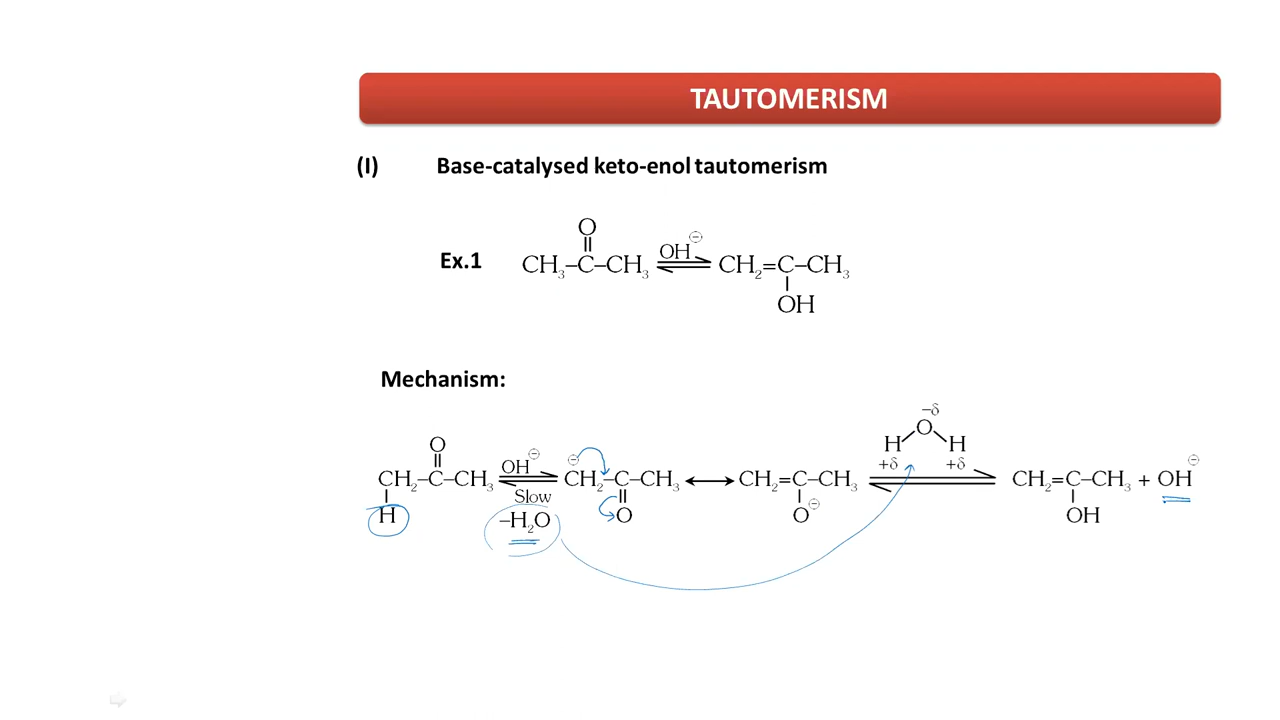 TAUTOMERISM
(I) Base-catalysed keto-enol tautomerism
O
Ex.1 CH₃–C–CH₃ OH⊖ ⇌ CH₂=C–CH₃
OH
Mechanism:
−δ
O H O H
+δ +δ
CH₂–C–CH₃ OH⊖ ⇌ ⊖CH₂–C–CH₃ ↔ CH₂=C–CH₃ ⇌ CH₂=C–CH₃ + OH⊖
Slow
H –H₂O O O⊖ OH